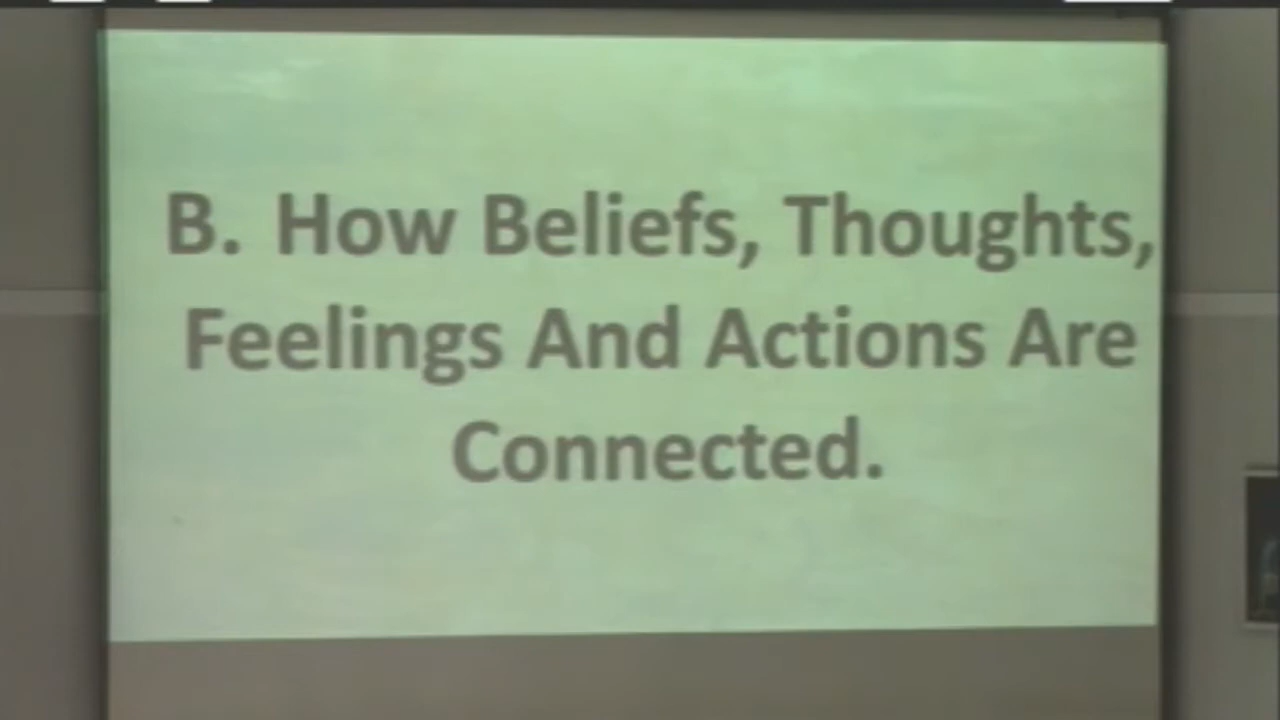 B. How Beliefs, Thoughts,
Feelings And Actions Are
Connected.